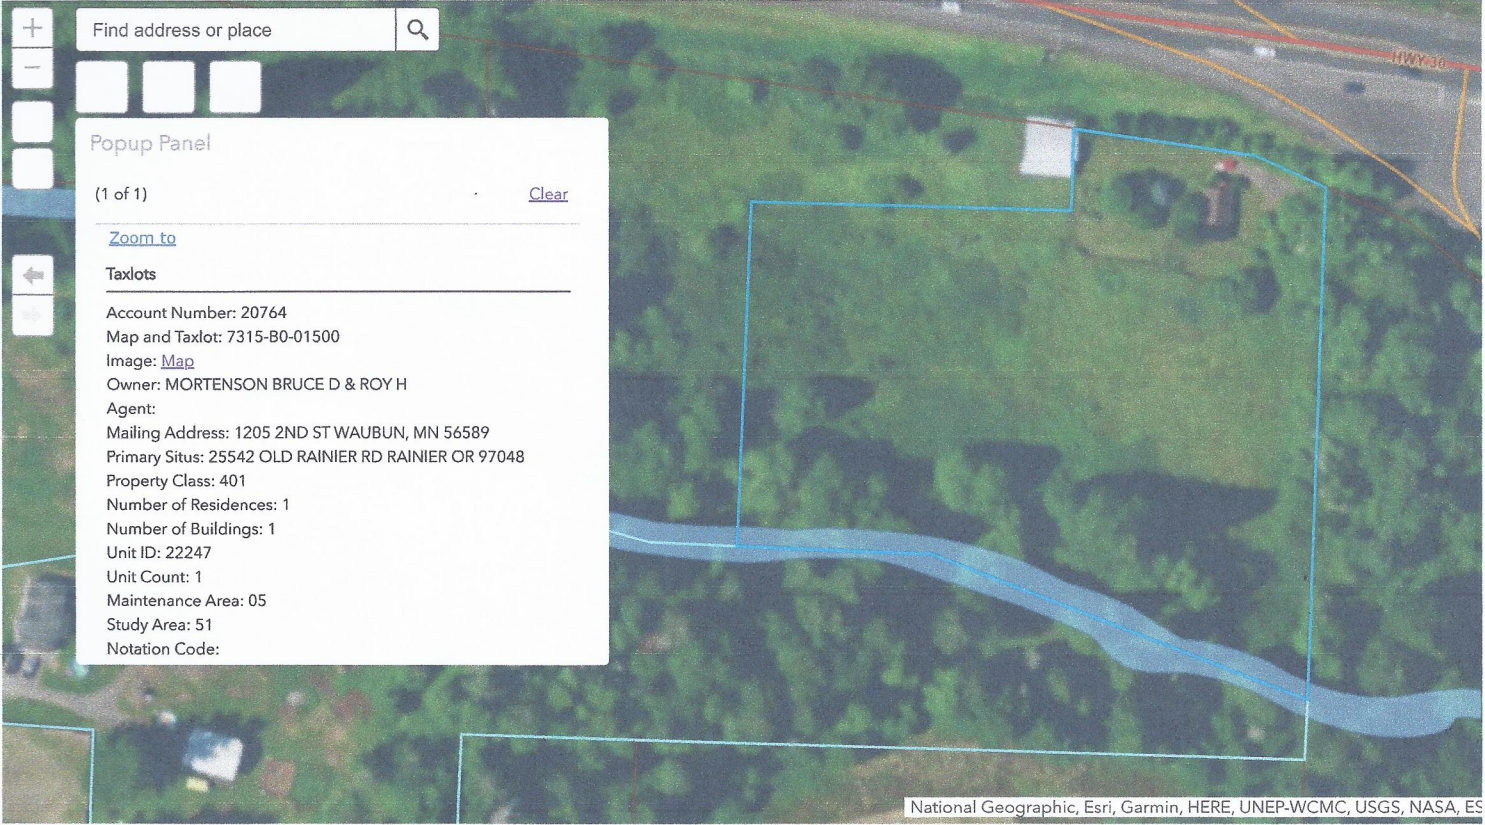 +
Find address or place
−
HWY 30
Popup Panel
(1 of 1)
Clear
Zoom to
Taxlots
Account Number: 20764
Map and Taxlot: 7315-B0-01500
Image: Map
Owner: MORTENSON BRUCE D & ROY H
Agent:
Mailing Address: 1205 2ND ST WAUBUN, MN 56589
Primary Situs: 25542 OLD RAINIER RD RAINIER OR 97048
Property Class: 401
Number of Residences: 1
Number of Buildings: 1
Unit ID: 22247
Unit Count: 1
Maintenance Area: 05
Study Area: 51
Notation Code:
National Geographic, Esri, Garmin, HERE, UNEP-WCMC, USGS, NASA, ES